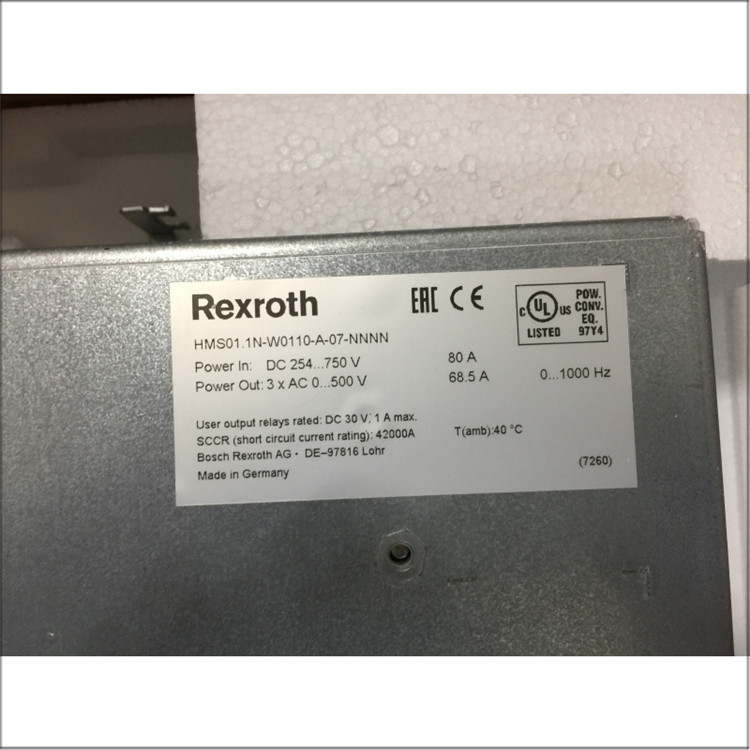 Rexroth
EAC CE
HMS01.1N-W0110-A-07-NNNN
Power In: DC 254...750 V 80 A
Power Out: 3 x AC 0...500 V 68.5 A 0...1000 Hz
C UL US LISTED
POW.
CONV.
EQ.
97Y4
User output relays rated: DC 30 V, 1 A max.
SCCR (short circuit current rating): 42000A T(amb):40 °C
Bosch Rexroth AG • DE–97816 Lohr
Made in Germany (7260)